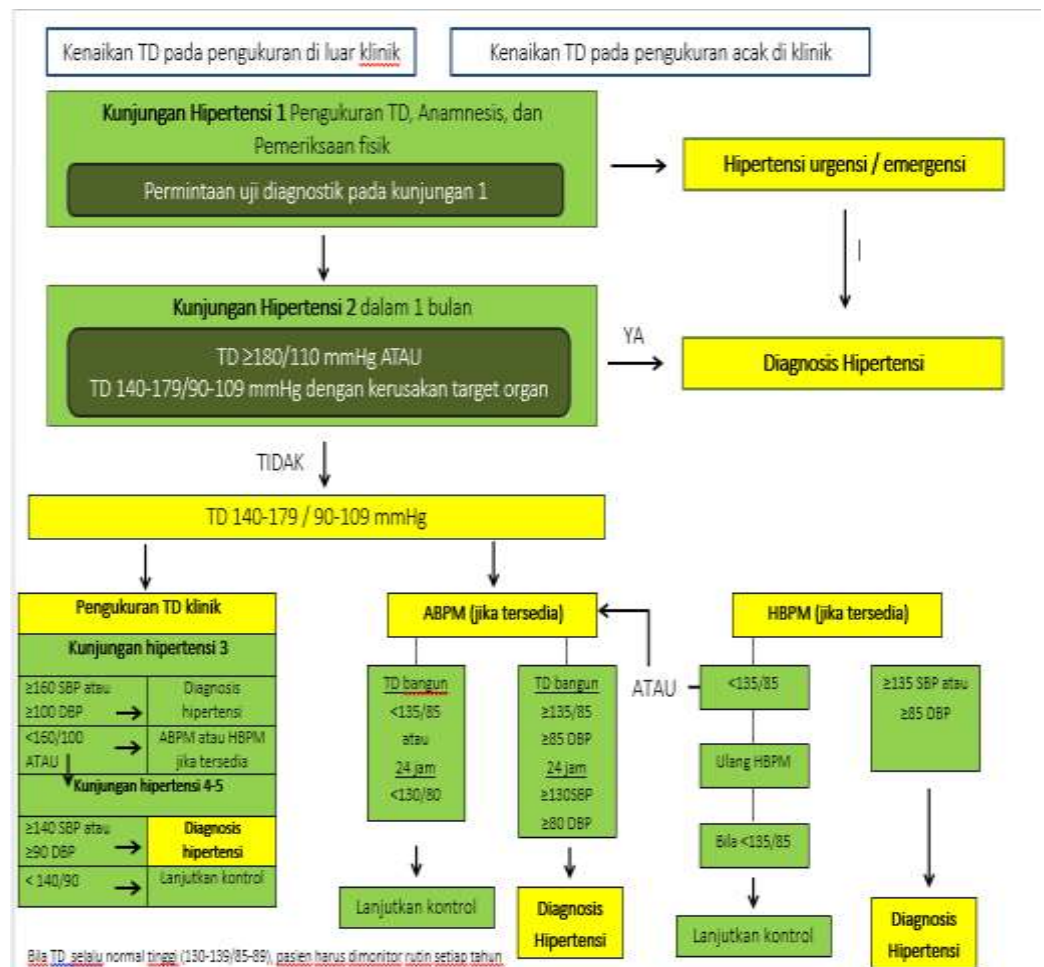 Kenaikan TD pada pengukuran di luar klinik
Kenaikan TD pada pengukuran acak di klinik
Kunjungan Hipertensi 1 Pengukuran TD, Anamnesis, dan
Pemeriksaan fisik
Permintaan uji diagnostik pada kunjungan 1
Hipertensi urgensi / emergensi
Kunjungan Hipertensi 2 dalam 1 bulan
TD ≥180/110 mmHg ATAU
TD 140-179/90-109 mmHg dengan kerusakan target organ
YA
Diagnosis Hipertensi
TIDAK
TD 140-179 / 90-109 mmHg
Pengukuran TD klinik
Kunjungan hipertensi 3
≥160 SBP atau
≥100 DBP
Diagnosis
hipertensi
<160/100
ATAU
ABPM atau HBPM
jika tersedia
Kunjungan hipertensi 4-5
≥140 SBP atau
≥90 DBP
Diagnosis
hipertensi
< 140/90
Lanjutkan kontrol
ABPM (jika tersedia)
TD bangun
<135/85
atau
24 jam
<130/80
TD bangun
≥135/85
≥85 DBP
24 jam
≥130SBP
≥80 DBP
Lanjutkan kontrol
Diagnosis
Hipertensi
ATAU
HBPM (jika tersedia)
<135/85
Ulang HBPM
Bila <135/85
Lanjutkan kontrol
≥135 SBP atau
≥85 DBP
Diagnosis
Hipertensi
Bila TD selalu normal tinggi (130-139/85-89), pasien harus dimonitor rutin setiap tahun